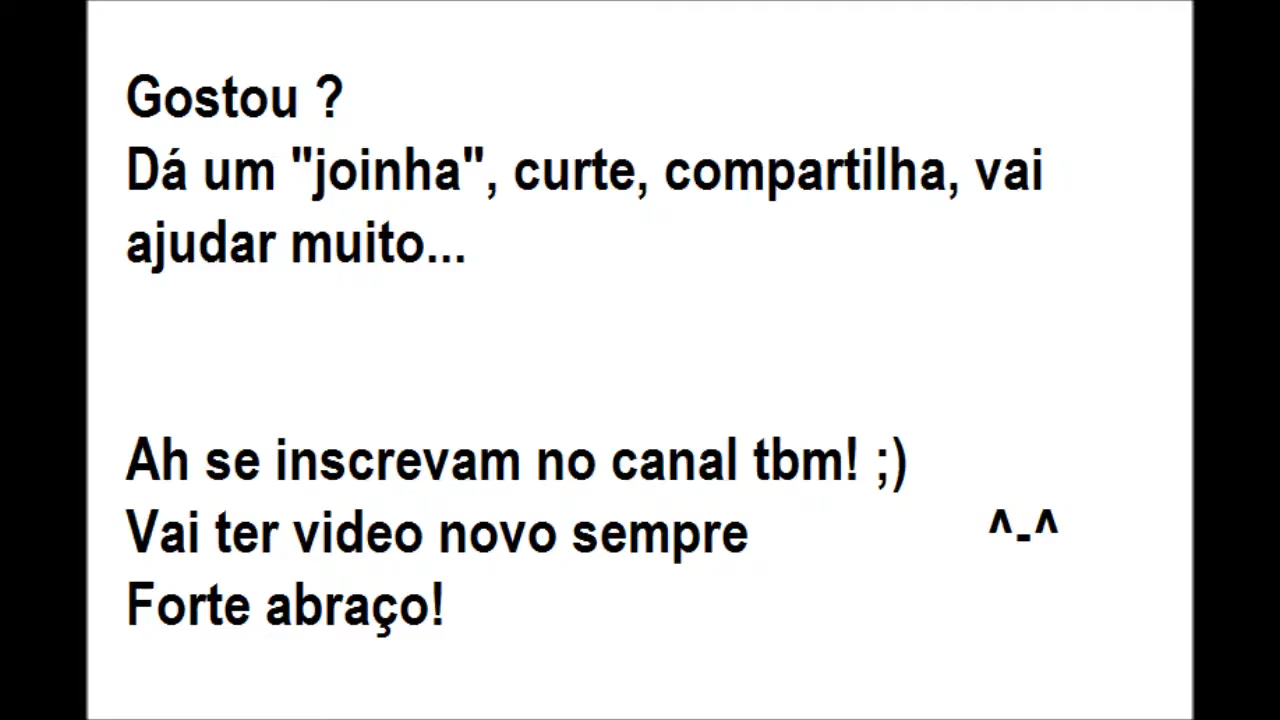 Gostou ?
Dá um "joinha", curte, compartilha, vai
ajudar muito...
Ah se inscrevam no canal tbm! ;)
Vai ter video novo sempre ^-^
Forte abraço!